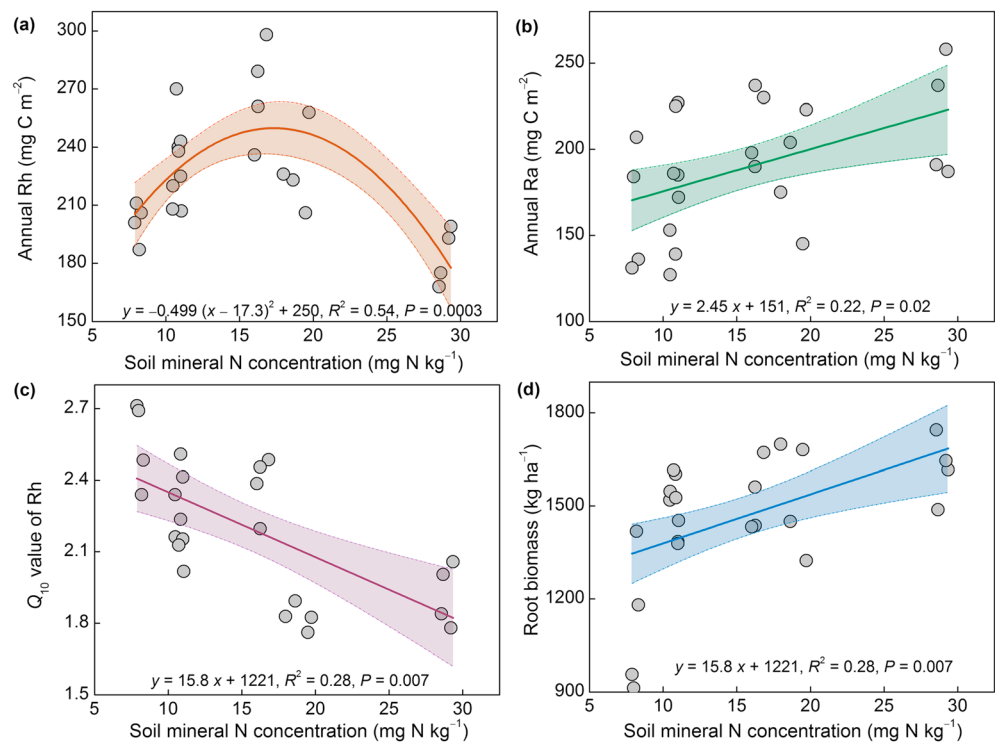 (a)
Annual Rh (mg C m⁻²)
300
270
240
210
180
150
y = −0.499 (x − 17.3)² + 250, R² = 0.54, P = 0.0003
5 10 15 20 25 30
Soil mineral N concentration (mg N kg⁻¹)
(b)
Annual Ra (mg C m⁻²)
250
200
150
100
y = 2.45 x + 151, R² = 0.22, P = 0.02
5 10 15 20 25 30
Soil mineral N concentration (mg N kg⁻¹)
(c)
Q₁₀ value of Rh
2.7
2.4
2.1
1.8
1.5
y = 15.8 x + 1221, R² = 0.28, P = 0.007
5 10 15 20 25 30
Soil mineral N concentration (mg N kg⁻¹)
(d)
Root biomass (kg ha⁻¹)
1800
1500
1200
900
y = 15.8 x + 1221, R² = 0.28, P = 0.007
5 10 15 20 25 30
Soil mineral N concentration (mg N kg⁻¹)